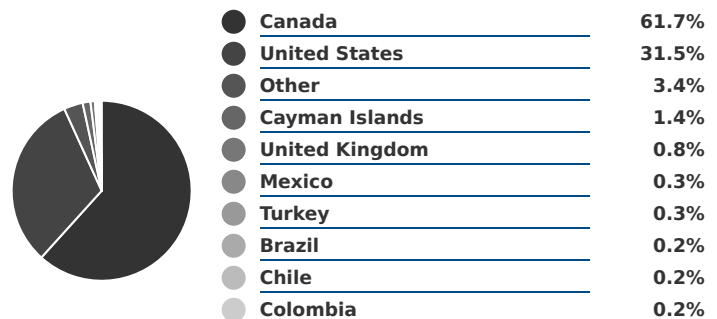 Canada 61.7%
United States 31.5%
Other 3.4%
Cayman Islands 1.4%
United Kingdom 0.8%
Mexico 0.3%
Turkey 0.3%
Brazil 0.2%
Chile 0.2%
Colombia 0.2%